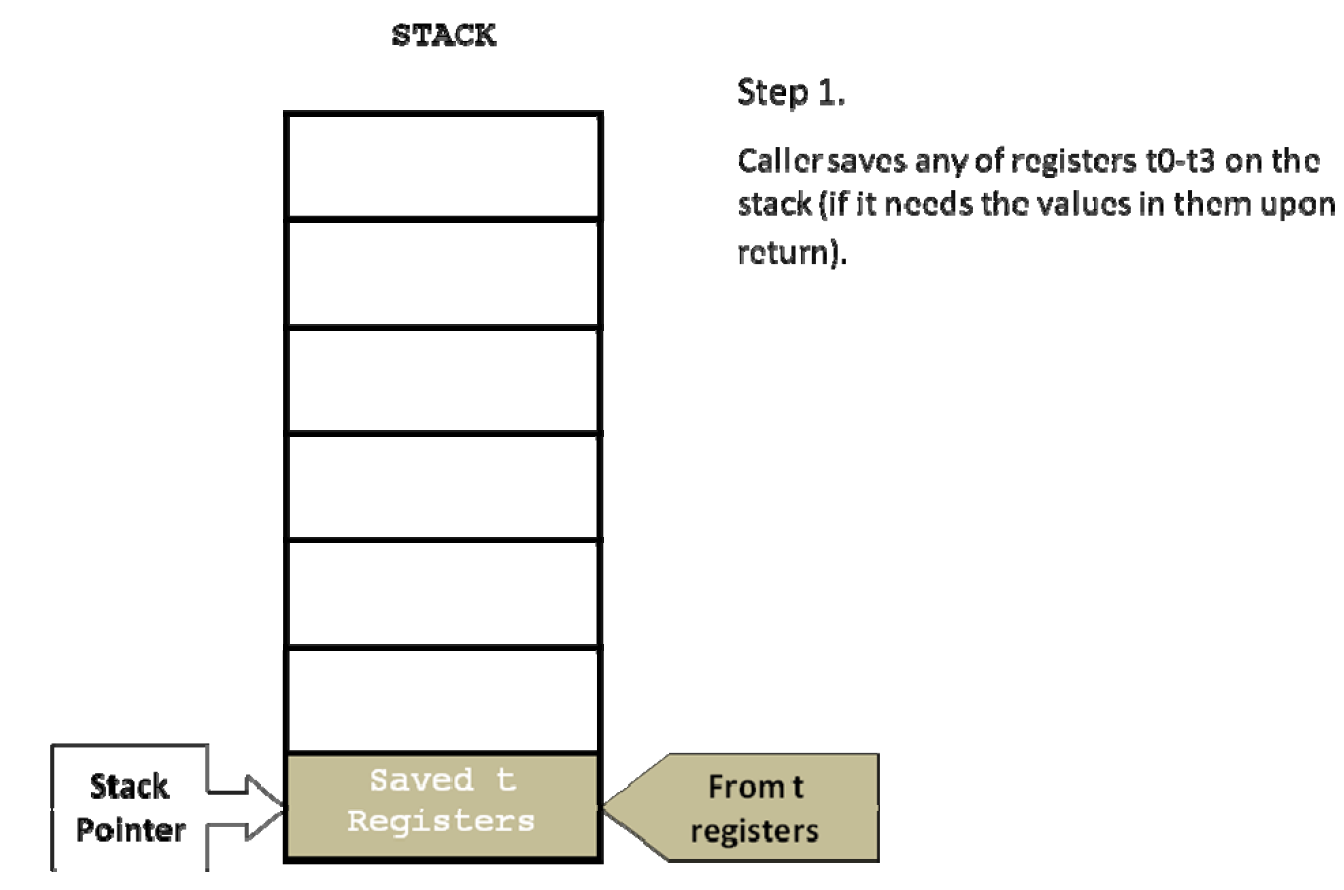 STACK
Step 1.
Caller saves any of registers t0-t3 on the
stack (if it needs the values in them upon
return).
Stack
Pointer
Saved t
Registers
From t
registers